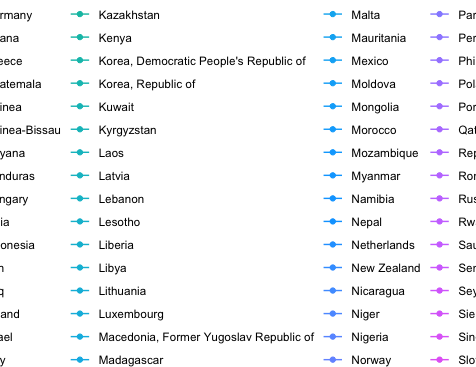 rmany
ana
eece
atemala
inea
inea-Bissau
yana
nduras
ngary
ia
onesia
n
q
and
ael
y
Kazakhstan
Kenya
Korea, Democratic People's Republic of
Korea, Republic of
Kuwait
Kyrgyzstan
Laos
Latvia
Lebanon
Lesotho
Liberia
Libya
Lithuania
Luxembourg
Macedonia, Former Yugoslav Republic of
Madagascar
Malta
Mauritania
Mexico
Moldova
Mongolia
Morocco
Mozambique
Myanmar
Namibia
Nepal
Netherlands
New Zealand
Nicaragua
Niger
Nigeria
Norway
Par
Per
Phi
Pol
Por
Qat
Rep
Ror
Rus
Rw
Sau
Ser
Sey
Sie
Sin
Slo